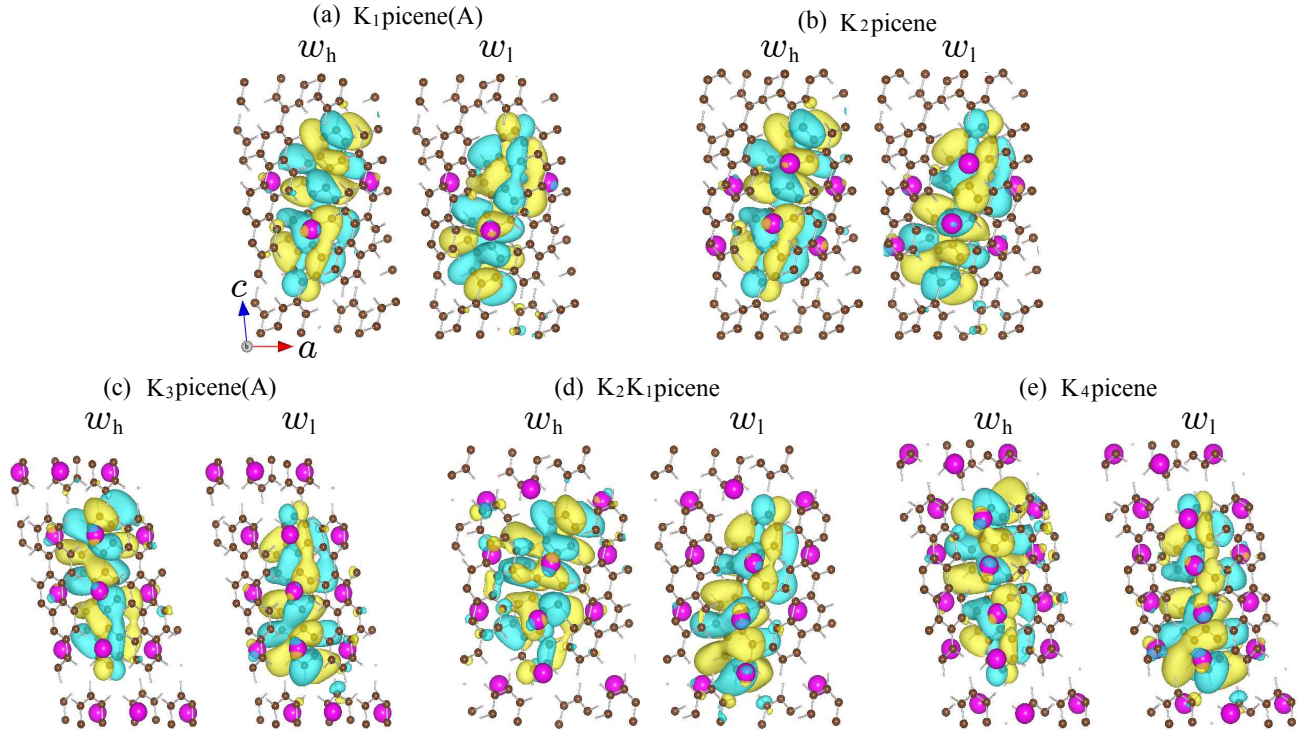 (a) K₁picene(A)
wₕ wₗ
(b) K₂picene
wₕ wₗ
c
b
a
(c) K₃picene(A)
wₕ wₗ
(d) K₂K₁picene
wₕ wₗ
(e) K₄picene
wₕ wₗ